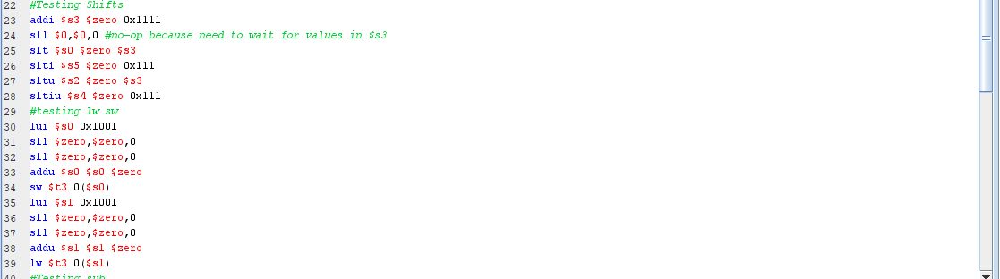 22 #Testing Shifts
23 addi $s3 $zero 0x1111
24 sll $0,$0,0 #no-op because need to wait for values in $s3
25 slt $s0 $zero $s3
26 slti $s5 $zero 0x111
27 sltu $s2 $zero $s3
28 sltiu $s4 $zero 0x111
29 #testing lw sw
30 lui $s0 0x1001
31 sll $zero,$zero,0
32 sll $zero,$zero,0
33 addu $s0 $s0 $zero
34 sw $t3 0($s0)
35 lui $s1 0x1001
36 sll $zero,$zero,0
37 sll $zero,$zero,0
38 addu $s1 $s1 $zero
39 lw $t3 0($s1)
40 #Testing sub